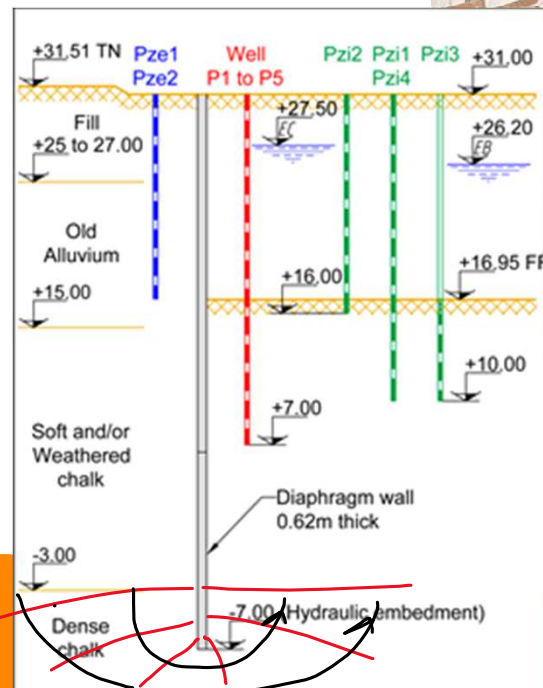 +31.51 TN
Pze1
Pze2
Well
P1 to P5
Pzi2 Pzi1 Pzi3
Pzi4
+31,00
Fill
+25 to 27.00
+27,50
EC
+26,20
EB
Old
Alluvium
+15.00
+16,00
+16,95
+10,00
+7.00
Soft and/or
Weathered
chalk
Diaphragm wall
0.62m thick
-3.00
-7.00 (Hydraulic embedment)
Dense
chalk